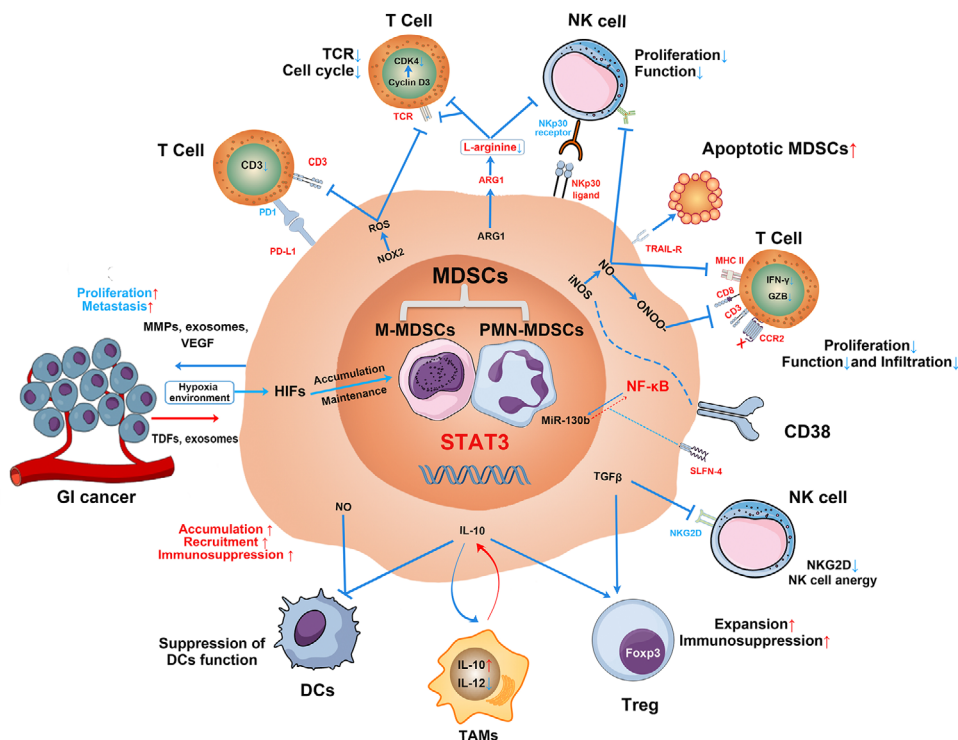 T Cell
NK cell
TCR↓
Cell cycle↓
CDK4↓
Cyclin D3
TCR
Proliferation↓
Function↓
NKp30
receptor
L-arginine↓
ARG1
ARG1
NKp30
ligand
T Cell
CD3↓
CD3
PD1
PD-L1
ROS
NOX2
Apoptotic MDSCs↑
TRAIL-R
T Cell
MHC II
CD8
CD3
CCR2
IFN-γ↓
GZB↓
NO
iNOS
ONOO-
Proliferation↓
Function↓and Infiltration↓
MDSCs
M-MDSCs
PMN-MDSCs
Proliferation↑
Metastasis↑
MMPs, exosomes,
VEGF
Hypoxia
environment
HIFs
Accumulation
Maintenance
TDFs, exosomes
GI cancer
NF-κB
MiR-130b
STAT3
CD38
SLFN-4
TGFβ
NK cell
NKG2D
NKG2D↓
NK cell anergy
NO
IL-10
Accumulation ↑
Recruitment ↑
Immunosuppression ↑
Suppression of
DCs function
DCs
IL-10↑
IL-12↓
TAMs
Foxp3
Treg
Expansion↑
Immunosuppression↑